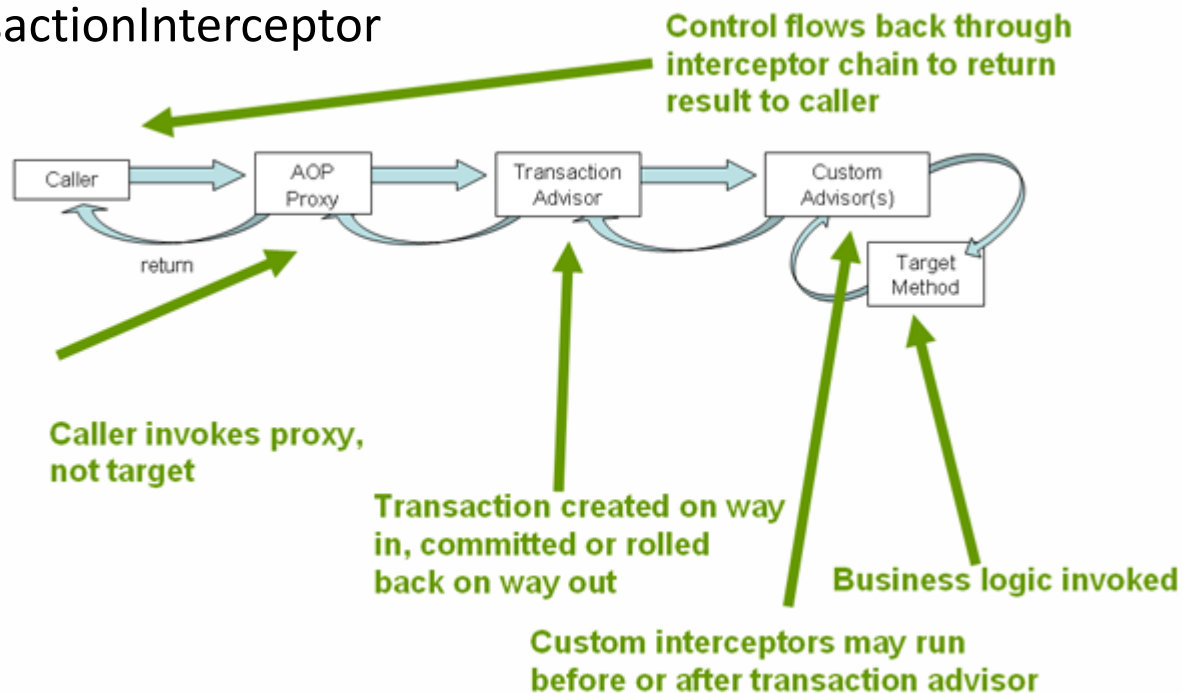 sactionInterceptor
Control flows back through
interceptor chain to return
result to caller
Caller
AOP
Proxy
Transaction
Advisor
Custom
Advisor(s)
return
Target
Method
Caller invokes proxy,
not target
Transaction created on way
in, committed or rolled
back on way out
Business logic invoked
Custom interceptors may run
before or after transaction advisor